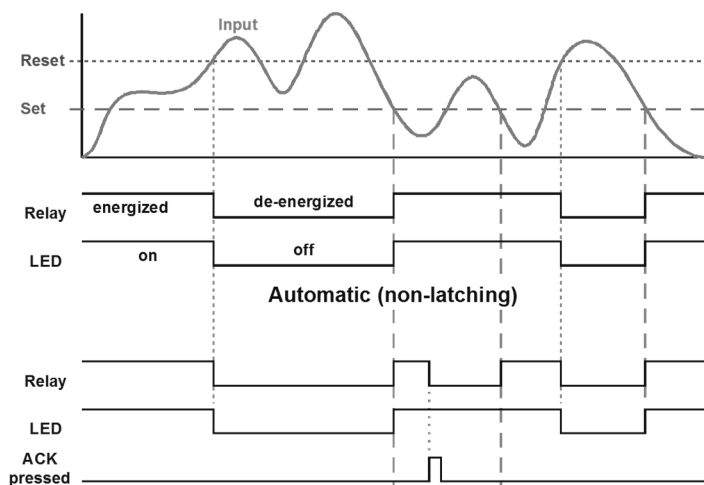 Input
Reset
Set
energized
de-energized
Relay
on
off
LED
Automatic (non-latching)
Relay
LED
ACK
pressed